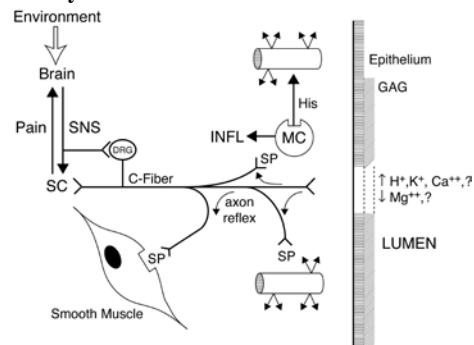 Environment
Brain
Pain
SNS
DRG
SC
C-Fiber
axon
reflex
SP
SP
SP
Smooth Muscle
His
INFL
MC
Epithelium
GAG
↑ H⁺,K⁺, Ca⁺⁺,?
↓ Mg⁺⁺,?
LUMEN